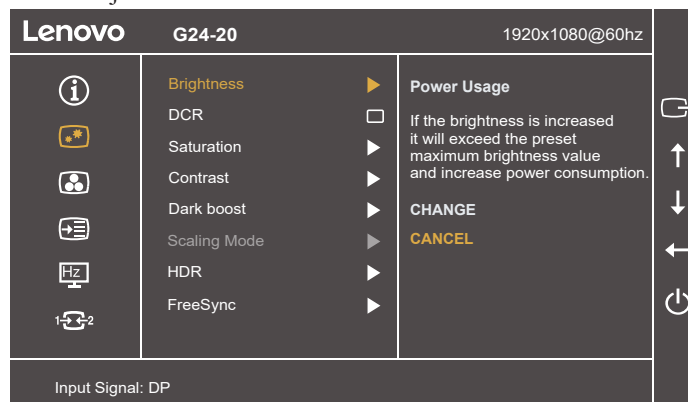 Lenovo G24-20 1920x1080@60hz
Brightness
DCR
Saturation
Contrast
Dark boost
Scaling Mode
HDR
FreeSync
Power Usage
If the brightness is increased
it will exceed the preset
maximum brightness value
and increase power consumption.
CHANGE
CANCEL
Hz
1 2
Input Signal: DP